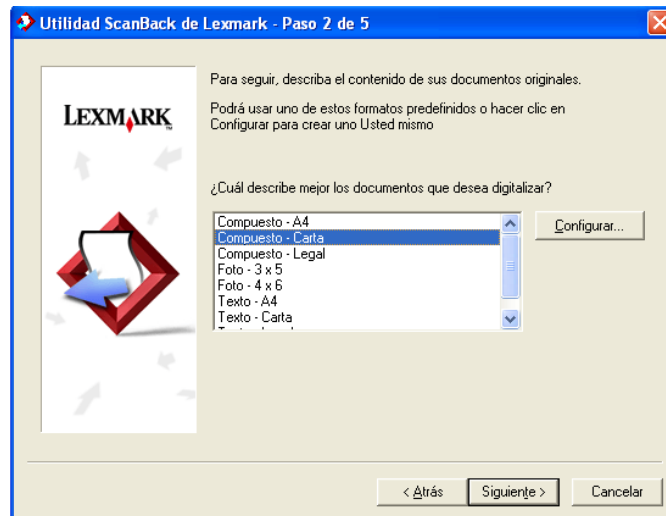 Utilidad ScanBack de Lexmark - Paso 2 de 5
LEXMARK
Para seguir, describa el contenido de sus documentos originales.
Podrá usar uno de estos formatos predefinidos o hacer clic en
Configurar para crear uno Usted mismo
¿Cuál describe mejor los documentos que desea digitalizar?
Compuesto - A4
Compuesto - Carta
Compuesto - Legal
Foto - 3 x 5
Foto - 4 x 6
Texto - A4
Texto - Carta
Configurar...
< Atrás
Siguiente >
Cancelar